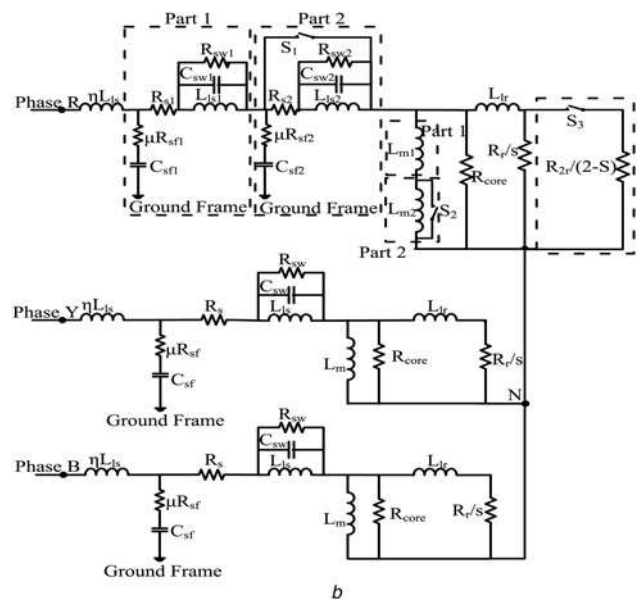 Part 1 Part 2
S1
Rsw1 Rsw2
Csw1 Csw2
Phase R ηLls Rs1 Lls1 Rs2 Lls2 Llr
S3
μRsf1 μRsf2 Part 1
Lm1 Rr/s
Csf1 Csf2 Rcore R2r/(2-S)
Ground Frame Ground Frame Lm2 S2
Part 2
Rsw
Phase Y ηLls Rs Csw Lls Llr
μRsf Lm Rcore Rr/s
Csf N
Ground Frame
Rsw
Phase B ηLls Rs Csw Lls Llr
μRsf Lm Rcore Rr/s
Csf
Ground Frame
b